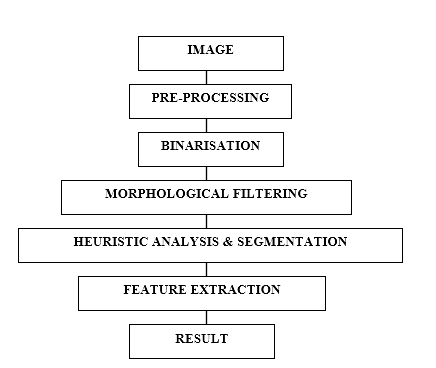 IMAGE
PRE-PROCESSING
BINARISATION
MORPHOLOGICAL FILTERING
HEURISTIC ANALYSIS & SEGMENTATION
FEATURE EXTRACTION
RESULT